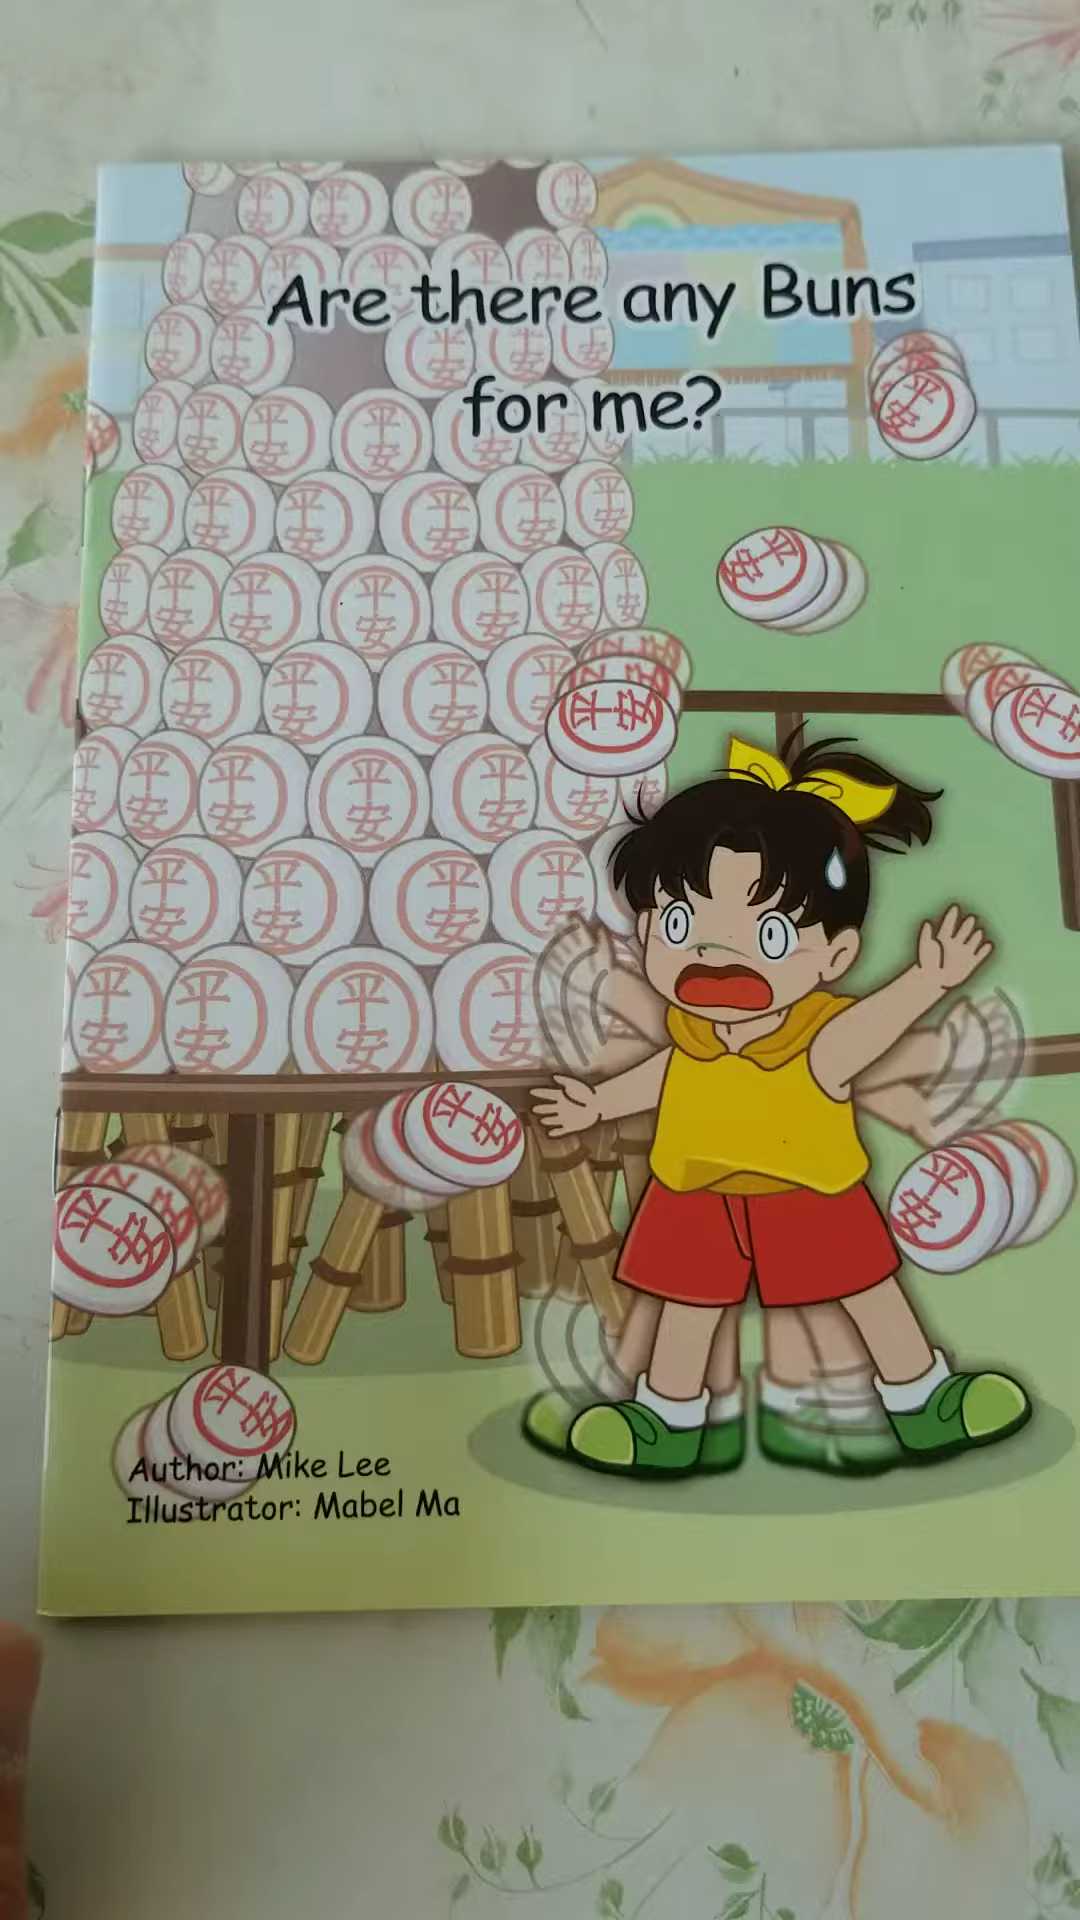 Are there any Buns
for me?
平安
Author: Mike Lee
Illustrator: Mabel Ma